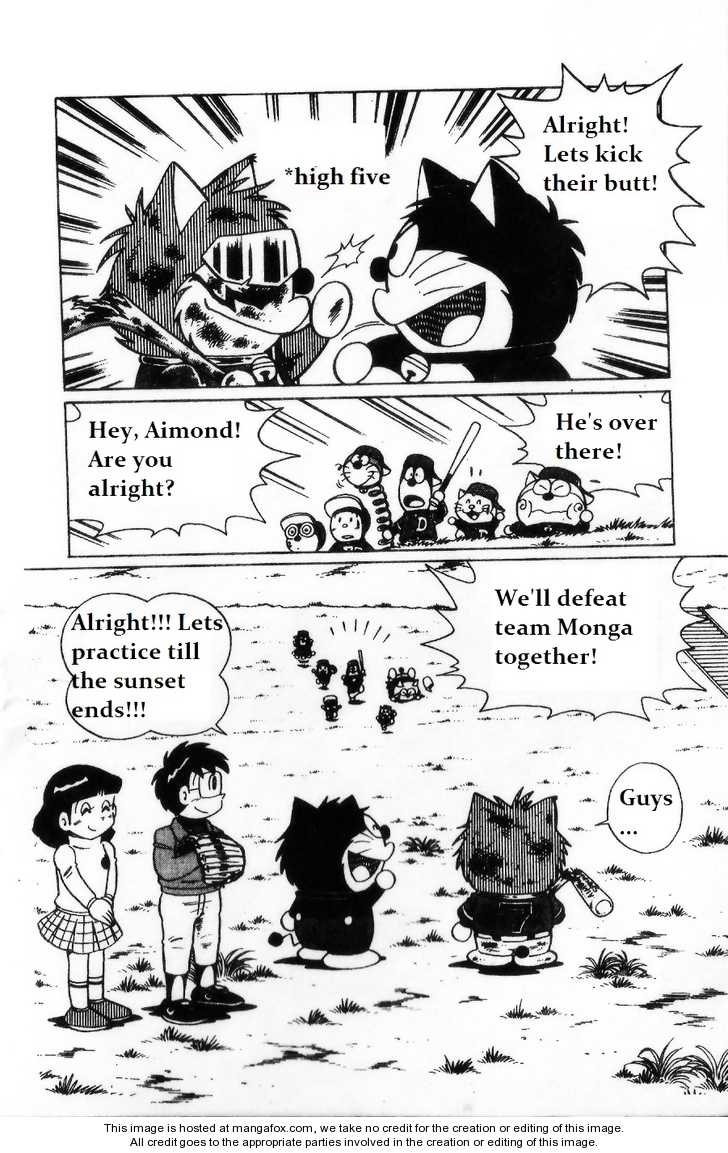 Alright!
Lets kick
their butt!
*high five
Hey, Aimond!
Are you
alright?
He's over
there!
D
We'll defeat
team Monga
together!
Alright!!! Lets
practice till
the sunset
ends!!!
Guys
...
This image is hosted at mangafox.com, we take no credit for the creation or editing of this image.
All credit goes to the appropriate parties involved in the creation or editing of this image.